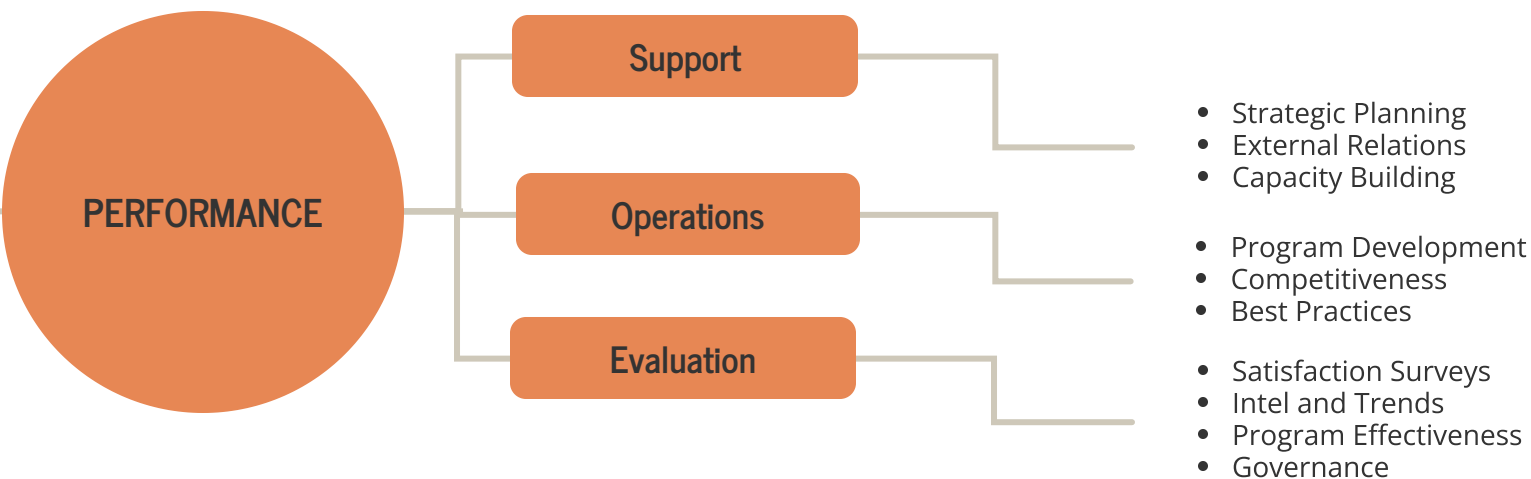 PERFORMANCE
Support
• Strategic Planning
• External Relations
• Capacity Building
Operations
• Program Development
• Competitiveness
• Best Practices
Evaluation
• Satisfaction Surveys
• Intel and Trends
• Program Effectiveness
• Governance